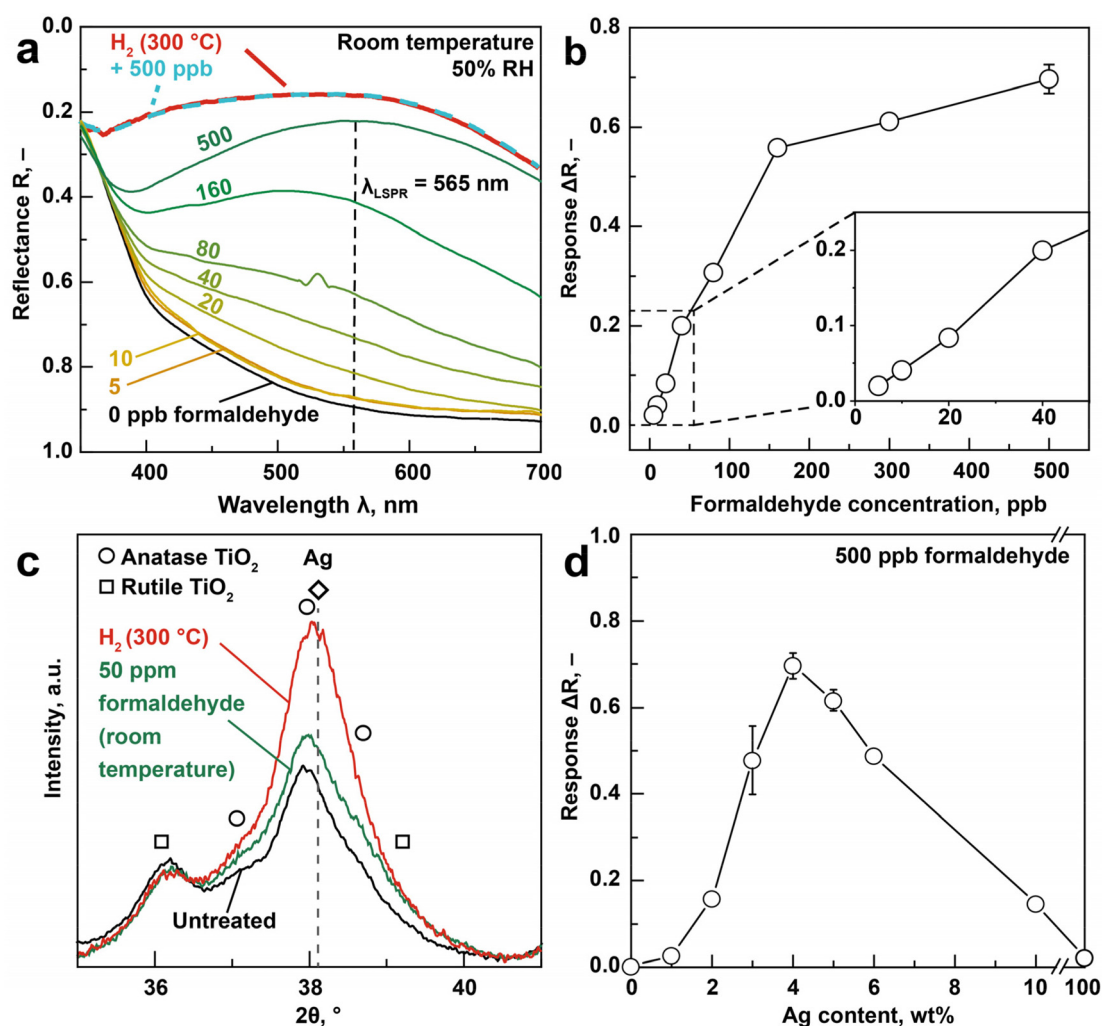 a
H2 (300 °C)
+ 500 ppb
Room temperature
50% RH
500
160
80
40
20
10
5
0 ppb formaldehyde
λLSPR = 565 nm
0.0
0.2
0.4
0.6
0.8
1.0
Reflectance R, –
400
500
600
700
Wavelength λ, nm
b
0.8
0.6
0.4
0.2
0.0
Response ΔR, –
0.2
0.1
0.0
0
20
40
0
100
200
300
400
500
Formaldehyde concentration, ppb
c
Anatase TiO2
Rutile TiO2
Ag
H2 (300 °C)
50 ppm
formaldehyde
(room
temperature)
Untreated
Intensity, a.u.
36
38
40
2θ, °
d
500 ppb formaldehyde
1.0
0.8
0.6
0.4
0.2
0.0
Response ΔR, –
0
2
4
6
8
10
100
Ag content, wt%